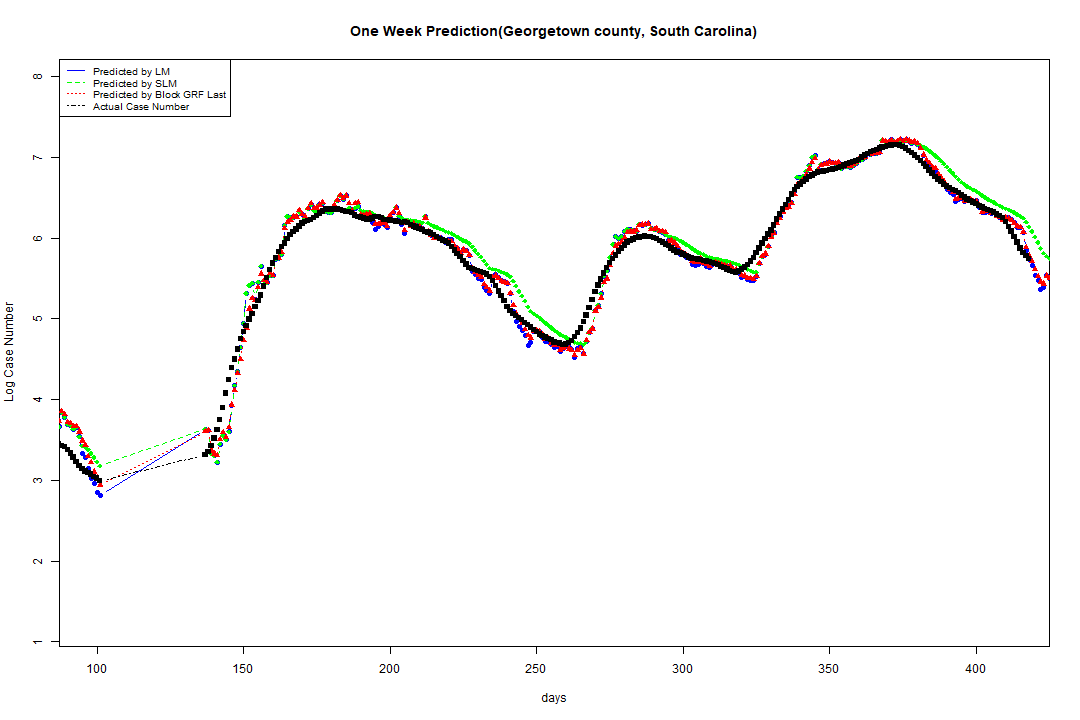 One Week Prediction(Georgetown county, South Carolina)
Predicted by LM
Predicted by SLM
Predicted by Block GRF Last
Actual Case Number
8
7
6
5
4
3
2
1
Log Case Number
100 150 200 250 300 350 400
days